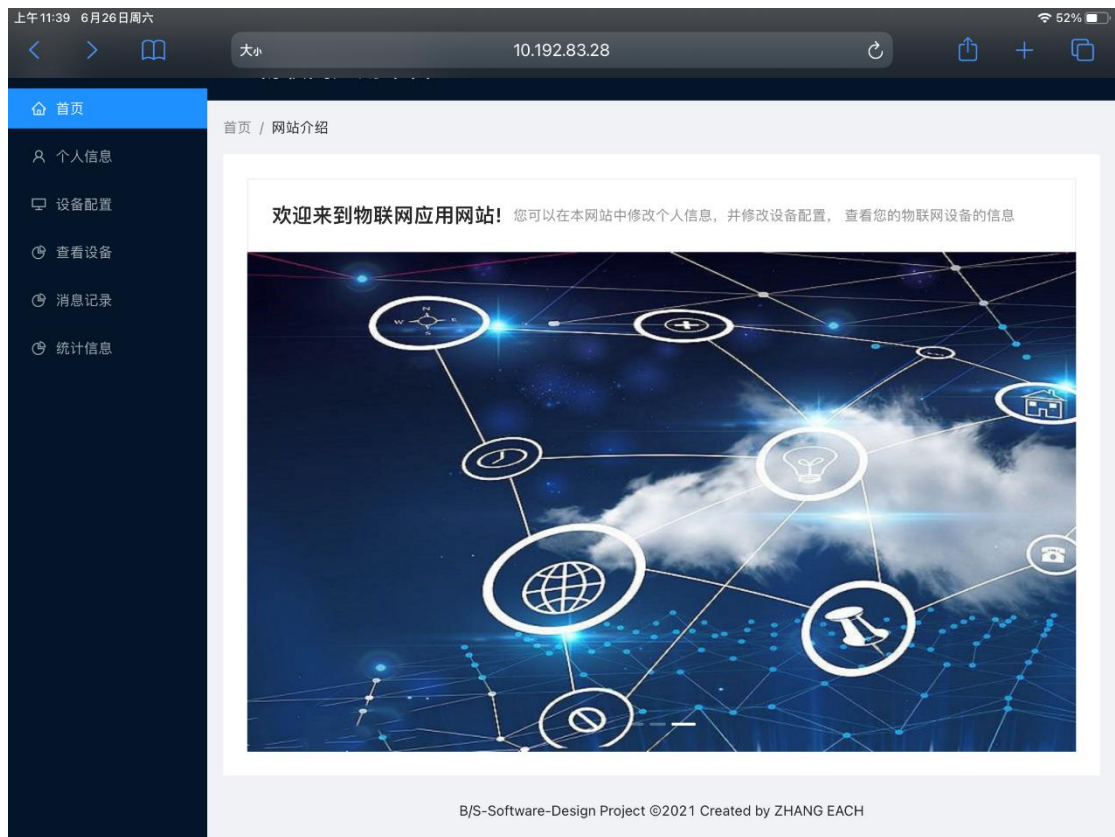 上午11:39 6月26日周六
52%
大小
10.192.83.28
首页
个人信息
设备配置
查看设备
消息记录
统计信息
首页 / 网站介绍
欢迎来到物联网应用网站! 您可以在本网站中修改个人信息,并修改设备配置, 查看您的物联网设备的信息
N
W E
S
B/S-Software-Design Project ©2021 Created by ZHANG EACH